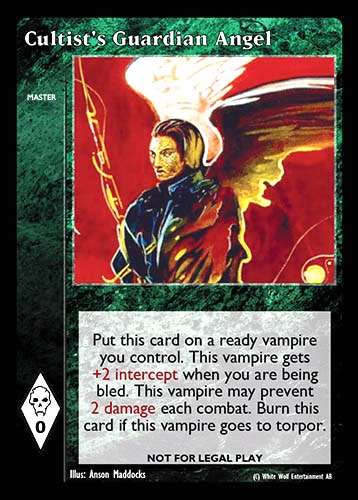 Cultist's Guardian Angel
MASTER
Put this card on a ready vampire
you control. This vampire gets
+2 intercept when you are being
bled. This vampire may prevent
2 damage each combat. Burn this
card if this vampire goes to torpor.
0
NOT FOR LEGAL PLAY
Illus: Anson Maddocks
(C) White Wolf Entertainment AB